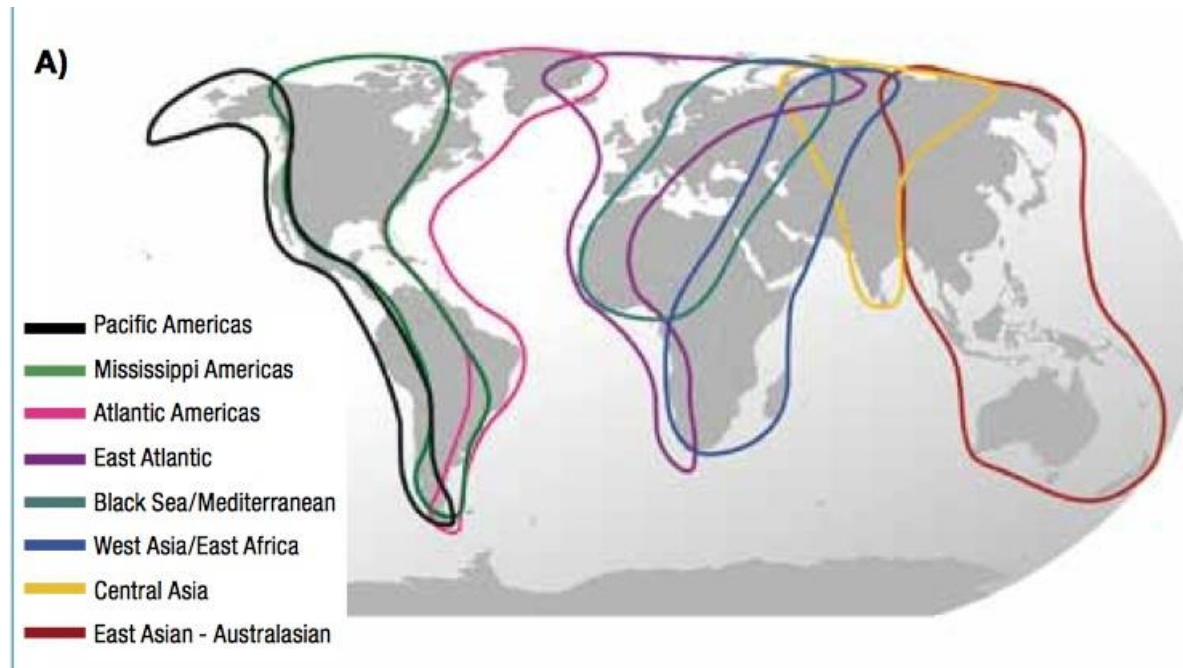 A)
Pacific Americas
Mississippi Americas
Atlantic Americas
East Atlantic
Black Sea/Mediterranean
West Asia/East Africa
Central Asia
East Asian - Australasian